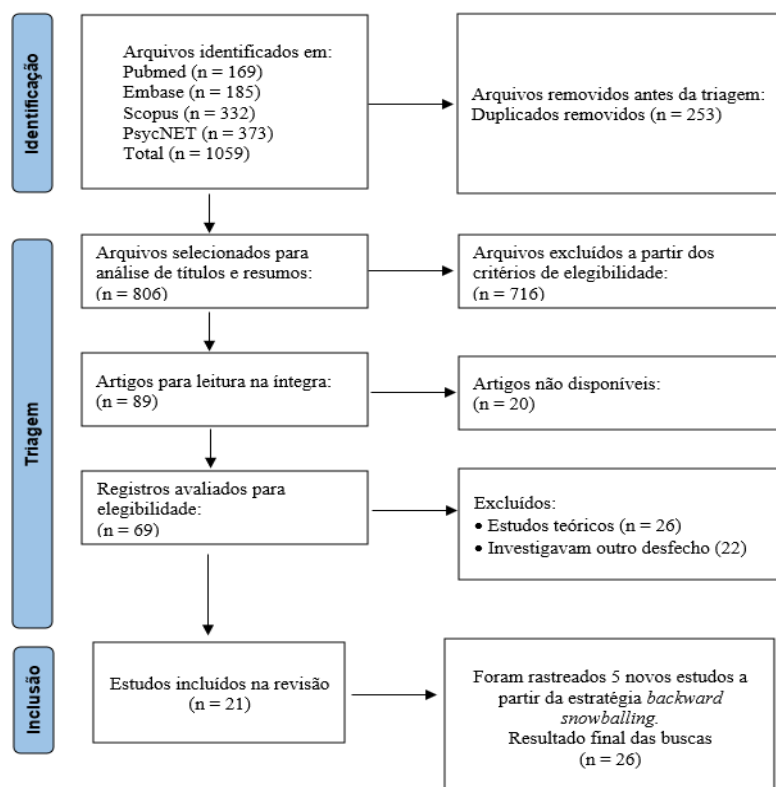 Identificação
Arquivos identificados em:
Pubmed (n = 169)
Embase (n = 185)
Scopus (n = 332)
PsycNET (n = 373)
Total (n = 1059)
Arquivos removidos antes da triagem:
Duplicados removidos (n = 253)
Triagem
Arquivos selecionados para
análise de títulos e resumos:
(n = 806)
Arquivos excluídos a partir dos
critérios de elegibilidade:
(n = 716)
Artigos para leitura na íntegra:
(n = 89)
Artigos não disponíveis:
(n = 20)
Registros avaliados para
elegibilidade:
(n = 69)
Excluídos:
• Estudos teóricos (n = 26)
• Investigavam outro desfecho (22)
Inclusão
Estudos incluídos na revisão
(n = 21)
Foram rastreados 5 novos estudos a
partir da estratégia backward
snowballing.
Resultado final das buscas
(n = 26)